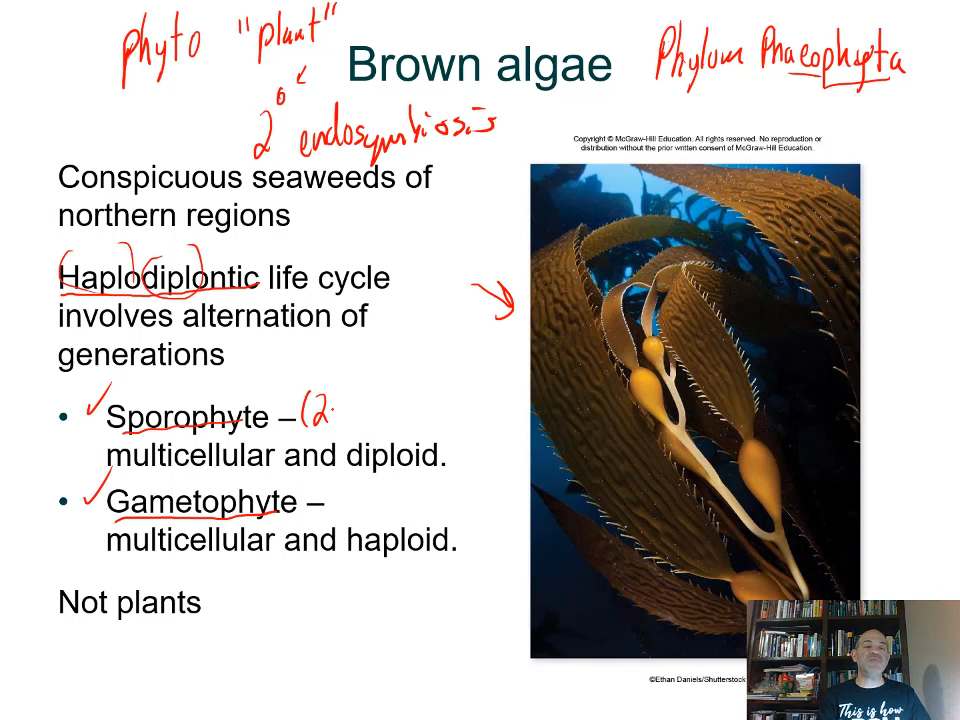 phyto "plant" Brown algae Phylum Phaeophyta
2° endosymbiosis
Copyright © McGraw-Hill Education. All rights reserved. No reproduction or
distribution without the prior written consent of McGraw-Hill Education.
Conspicuous seaweeds of
northern regions
Haplodiplontic life cycle
involves alternation of
generations
• Sporophyte – (2
multicellular and diploid.
• Gametophyte –
multicellular and haploid.
Not plants
©Ethan Daniels/Shutterstock
This is how